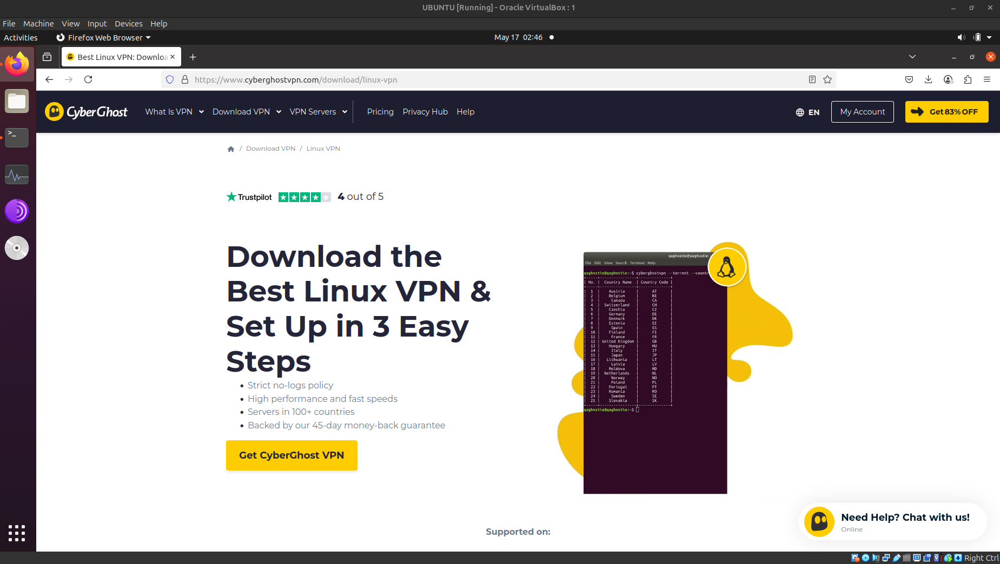 UBUNTU [Running] - Oracle VirtualBox : 1
File Machine View Input Devices Help
Activities Firefox Web Browser May 17 02:46
Best Linux VPN: Downloa
https://www.cyberghostvpn.com/download/linux-vpn
CyberGhost What Is VPN Download VPN VPN Servers Pricing Privacy Hub Help EN My Account Get 83% OFF
/ Download VPN / Linux VPN
Trustpilot 4 out of 5
Download the
Best Linux VPN &
Set Up in 3 Easy
Steps
• Strict no-logs policy
• High performance and fast speeds
• Servers in 100+ countries
• Backed by our 45-day money-back guarantee
Get CyberGhost VPN
qaghostie@qaghostie:
File Edit View Search Terminal Help
qaghostie@qaghostie:~$ cyberghostvpn --torrent --countr
| No. | Country Name | Country Code |
| 1 | Austria | AT |
| 2 | Belgium | BE |
| 3 | Canada | CA |
| 4 | Switzerland | CH |
| 5 | Czechia | CZ |
| 6 | Germany | DE |
| 7 | Denmark | DK |
| 8 | Estonia | EE |
| 9 | Spain | ES |
| 10 | Finland | FI |
| 11 | France | FR |
| 12 | United Kingdom | GB |
| 13 | Hungary | HU |
| 14 | Italy | IT |
| 15 | Japan | JP |
| 16 | Lithuania | LT |
| 17 | Latvia | LV |
| 18 | Moldova | MD |
| 19 | Netherlands | NL |
| 20 | Norway | NO |
| 21 | Poland | PL |
| 22 | Portugal | PT |
| 23 | Romania | RO |
| 24 | Sweden | SE |
| 25 | Slovakia | SK |
qaghostie@qaghostie:~$
Supported on:
Need Help? Chat with us!
Online
Right Ctrl